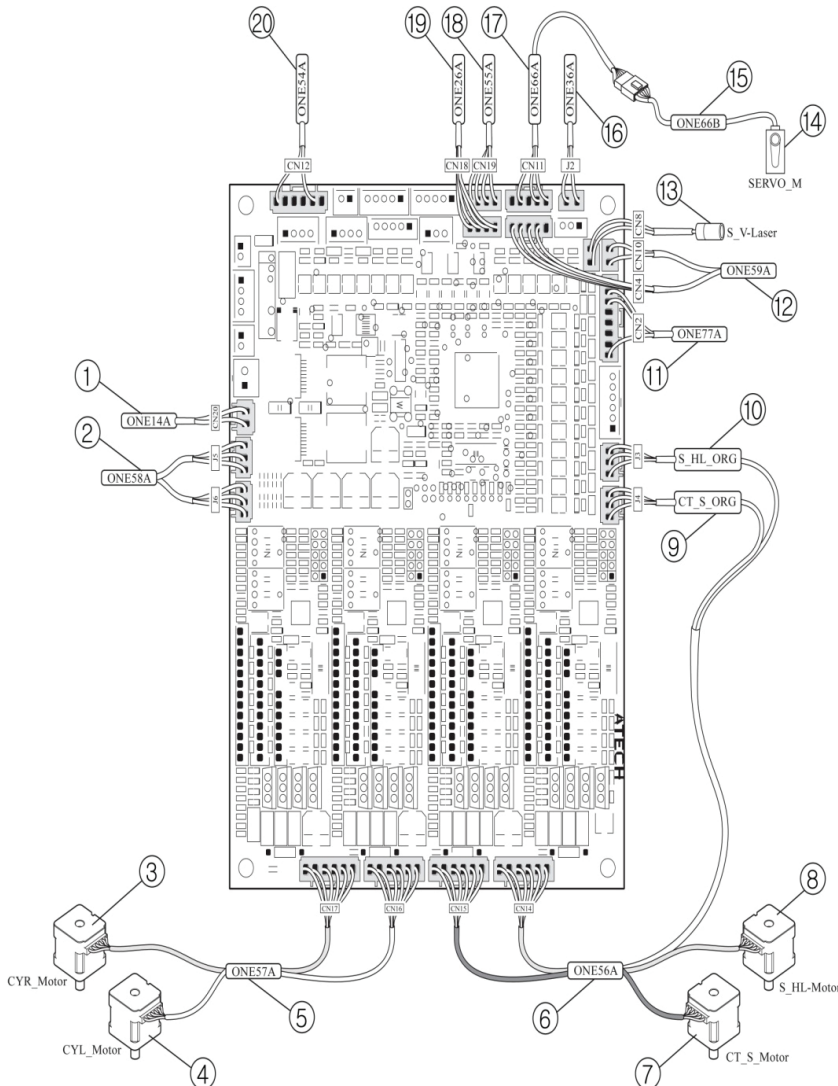 20
19
18
17
16
15
14
ONE54A
ONE26A
ONE55A
ONE66A
ONE36A
ONE66B
SERVO_M
CN12
CN18
CN19
CN11
J2
CN8
13
S_V-Laser
CN10
CN4
ONE59A
12
CN2
ONE77A
11
1
ONE14A
CN20
2
ONE58A
J5
J6
10
S_HL_ORG
J3
CT_S_ORG
J4
9
ATECH
3
CN17
CN16
CN15
CN14
8
CYR_Motor
ONE57A
ONE56A
S_HL-Motor
5
6
CYL_Motor
4
7
CT_S_Motor